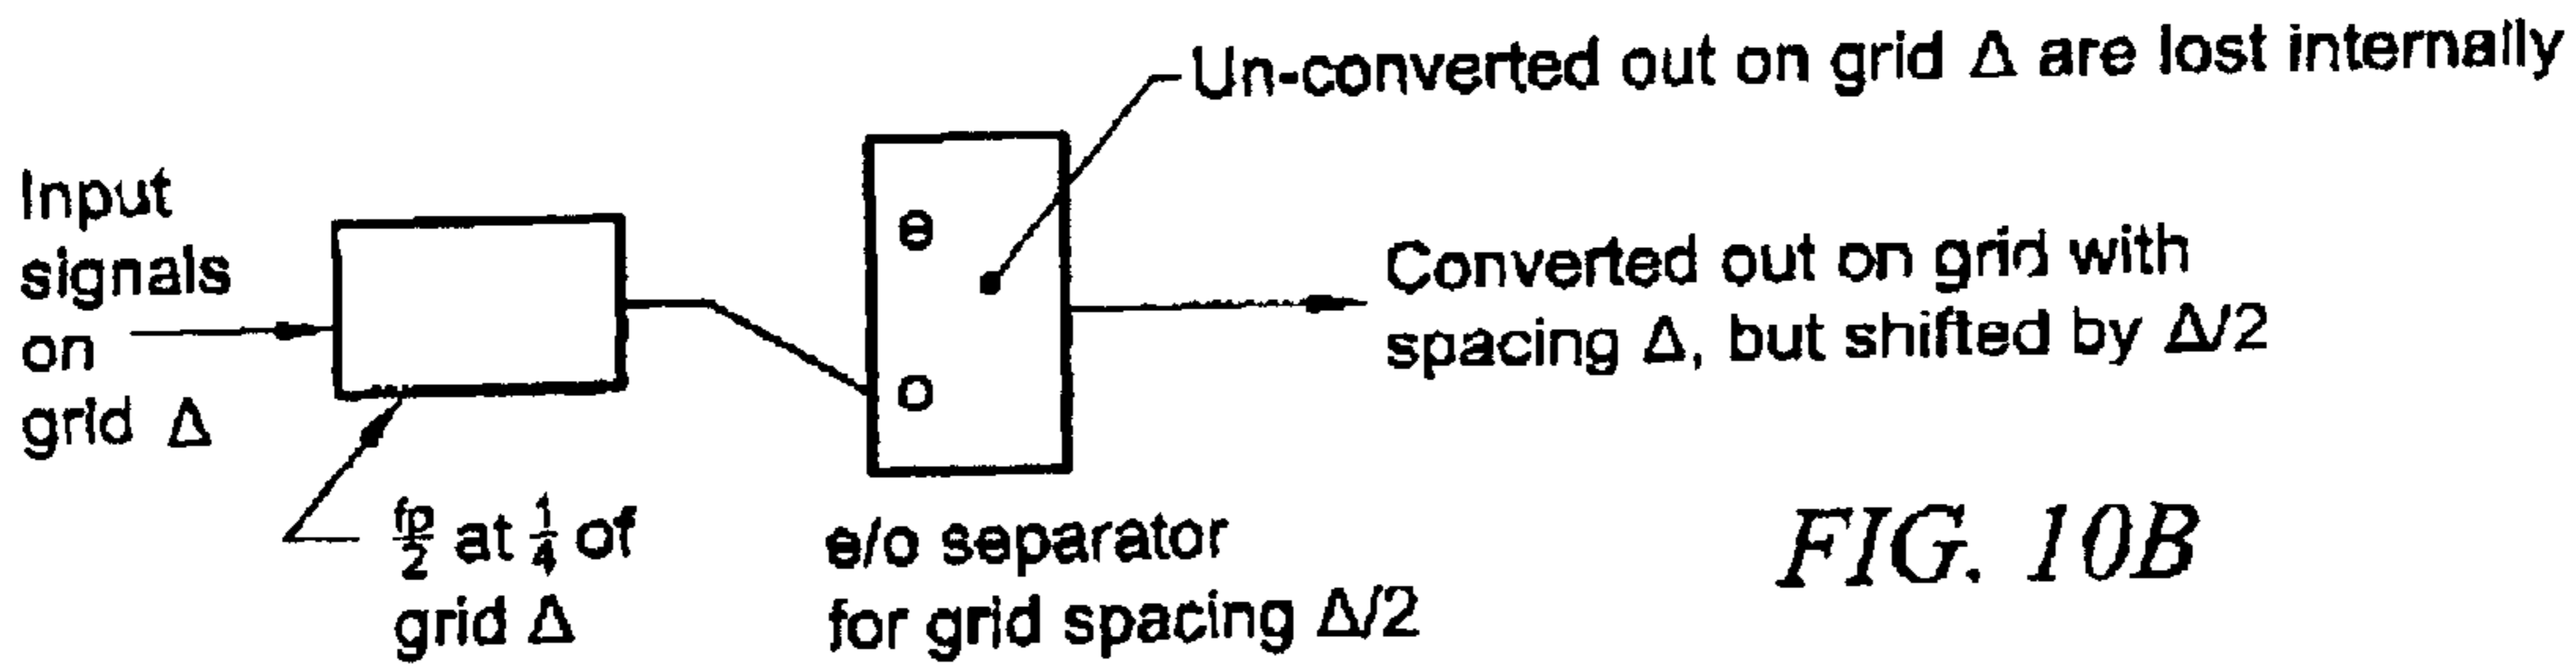 Un-converted out on grid Δ are lost internally
Input
signals
on
grid Δ
e
o
Converted out on grid with
spacing Δ, but shifted by Δ/2
fp/2 at 1/4 of
grid Δ
e/o separator
for grid spacing Δ/2
FIG. 10B